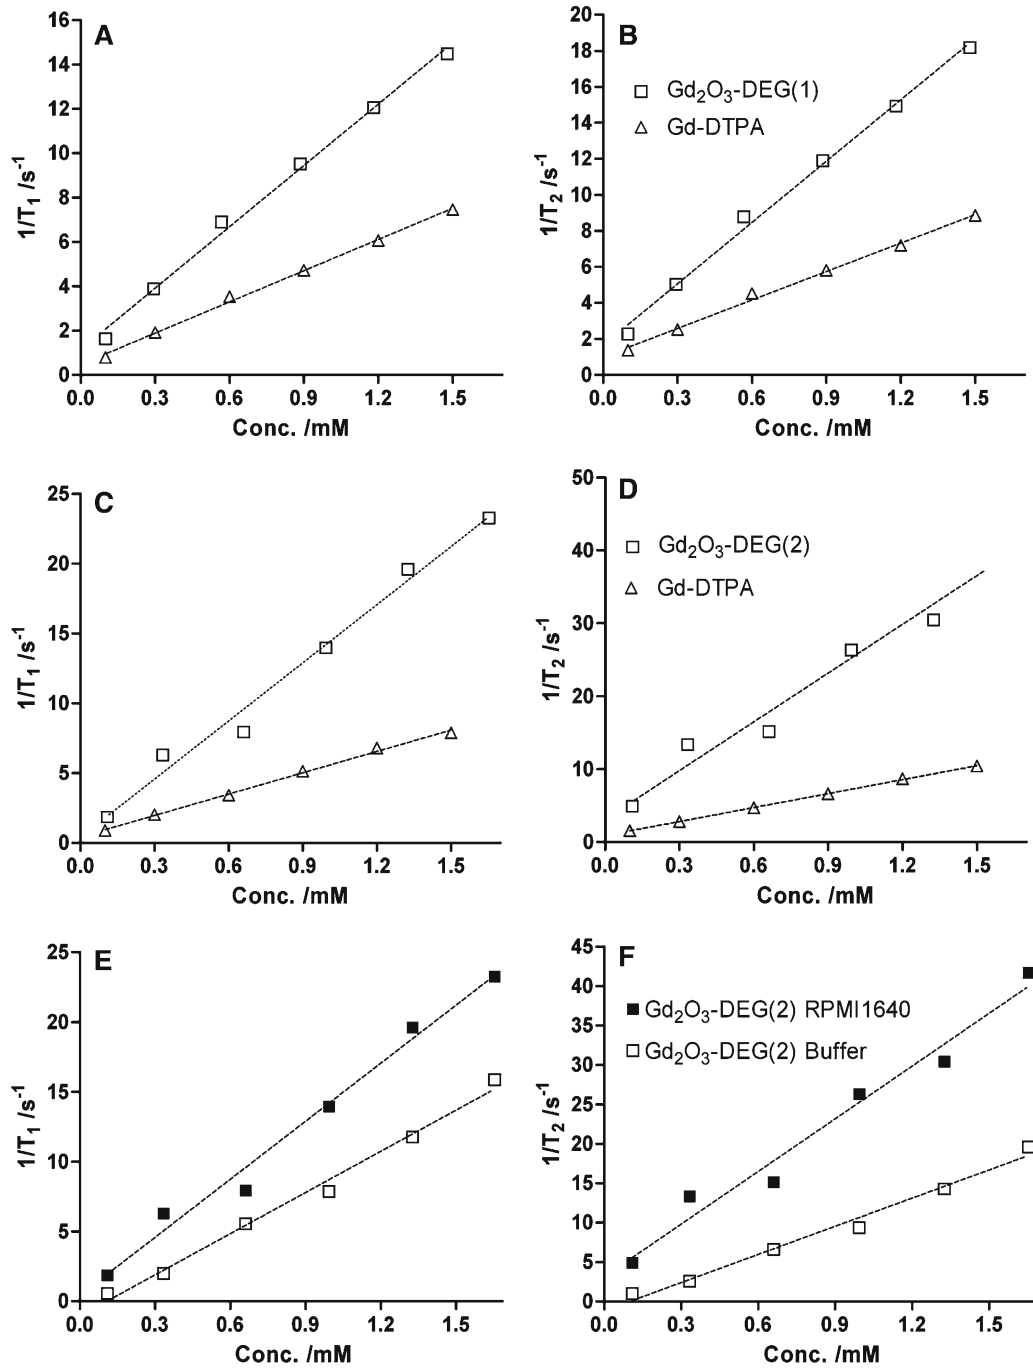 A
16
14
12
10
8
6
4
2
0
1/T1 /s-1
0.0 0.3 0.6 0.9 1.2 1.5
Conc. /mM
B
20
18
16
14
12
10
8
6
4
2
0
1/T2 /s-1
Gd2O3-DEG(1)
Gd-DTPA
0.0 0.3 0.6 0.9 1.2 1.5
Conc. /mM
C
25
20
15
10
5
0
1/T1 /s-1
0.0 0.3 0.6 0.9 1.2 1.5
Conc. /mM
D
50
40
30
20
10
0
1/T2 /s-1
Gd2O3-DEG(2)
Gd-DTPA
0.0 0.3 0.6 0.9 1.2 1.5
Conc. /mM
E
25
20
15
10
5
0
1/T1 /s-1
0.0 0.3 0.6 0.9 1.2 1.5
Conc. /mM
F
45
40
35
30
25
20
15
10
5
0
1/T2 /s-1
Gd2O3-DEG(2) RPMI1640
Gd2O3-DEG(2) Buffer
0.0 0.3 0.6 0.9 1.2 1.5
Conc. /mM